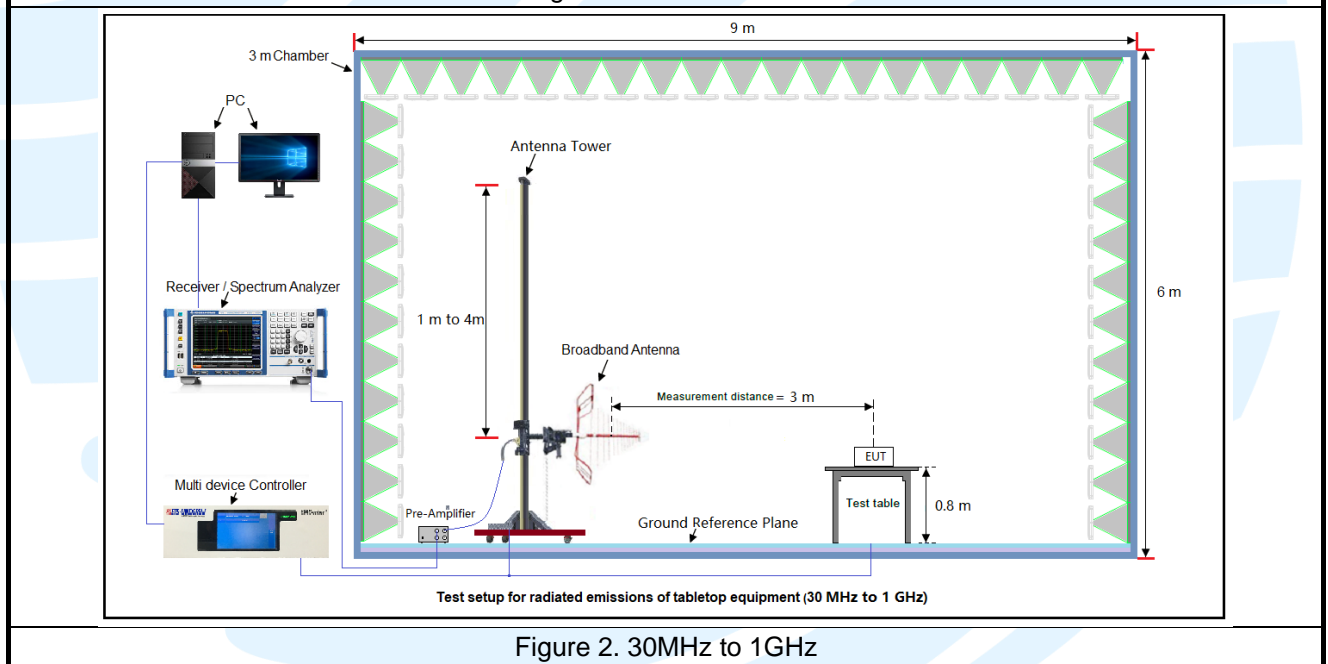 9 m
3 m Chamber
PC
Antenna Tower
Receiver / Spectrum Analyzer
1 m to 4m
6 m
Broadband Antenna
Measurement distance = 3 m
EUT
Multi device Controller
Pre-Amplifier
Test table
0.8 m
Ground Reference Plane
Test setup for radiated emissions of tabletop equipment (30 MHz to 1 GHz)
Figure 2. 30MHz to 1GHz